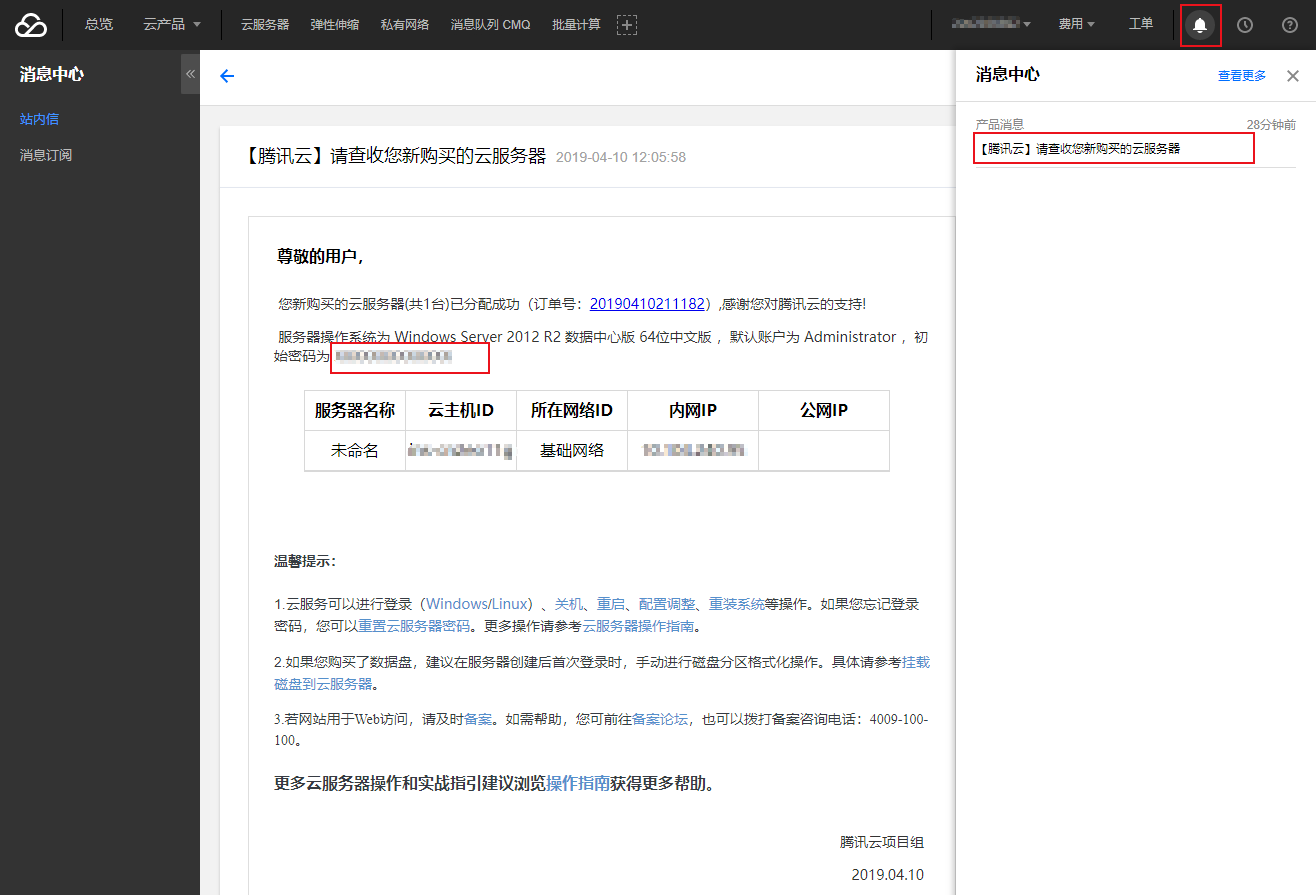 总览 云产品 云服务器 弹性伸缩 私有网络 消息队列 CMQ 批量计算 费用 工单
消息中心
站内信
消息订阅
【腾讯云】请查收您新购买的云服务器 2019-04-10 12:05:58
尊敬的用户，
您新购买的云服务器(共1台)已分配成功（订单号：20190410211182）,感谢您对腾讯云的支持!
服务器操作系统为 Windows Server 2012 R2 数据中心版 64位中文版 ，默认账户为 Administrator ，初
始密码为
服务器名称 云主机ID 所在网络ID 内网IP 公网IP
未命名 基础网络
温馨提示：
1.云服务可以进行登录（Windows/Linux）、关机、重启、配置调整、重装系统等操作。如果您忘记登录
密码，您可以重置云服务器密码。更多操作请参考云服务器操作指南。
2.如果您购买了数据盘，建议在服务器创建后首次登录时，手动进行磁盘分区格式化操作。具体请参考挂载
磁盘到云服务器。
3.若网站用于Web访问，请及时备案。如需帮助，您可前往备案论坛，也可以拨打备案咨询电话：4009-100-
100。
更多云服务器操作和实战指引建议浏览操作指南获得更多帮助。
腾讯云项目组
2019.04.10
消息中心 查看更多
产品消息 28分钟前
【腾讯云】请查收您新购买的云服务器